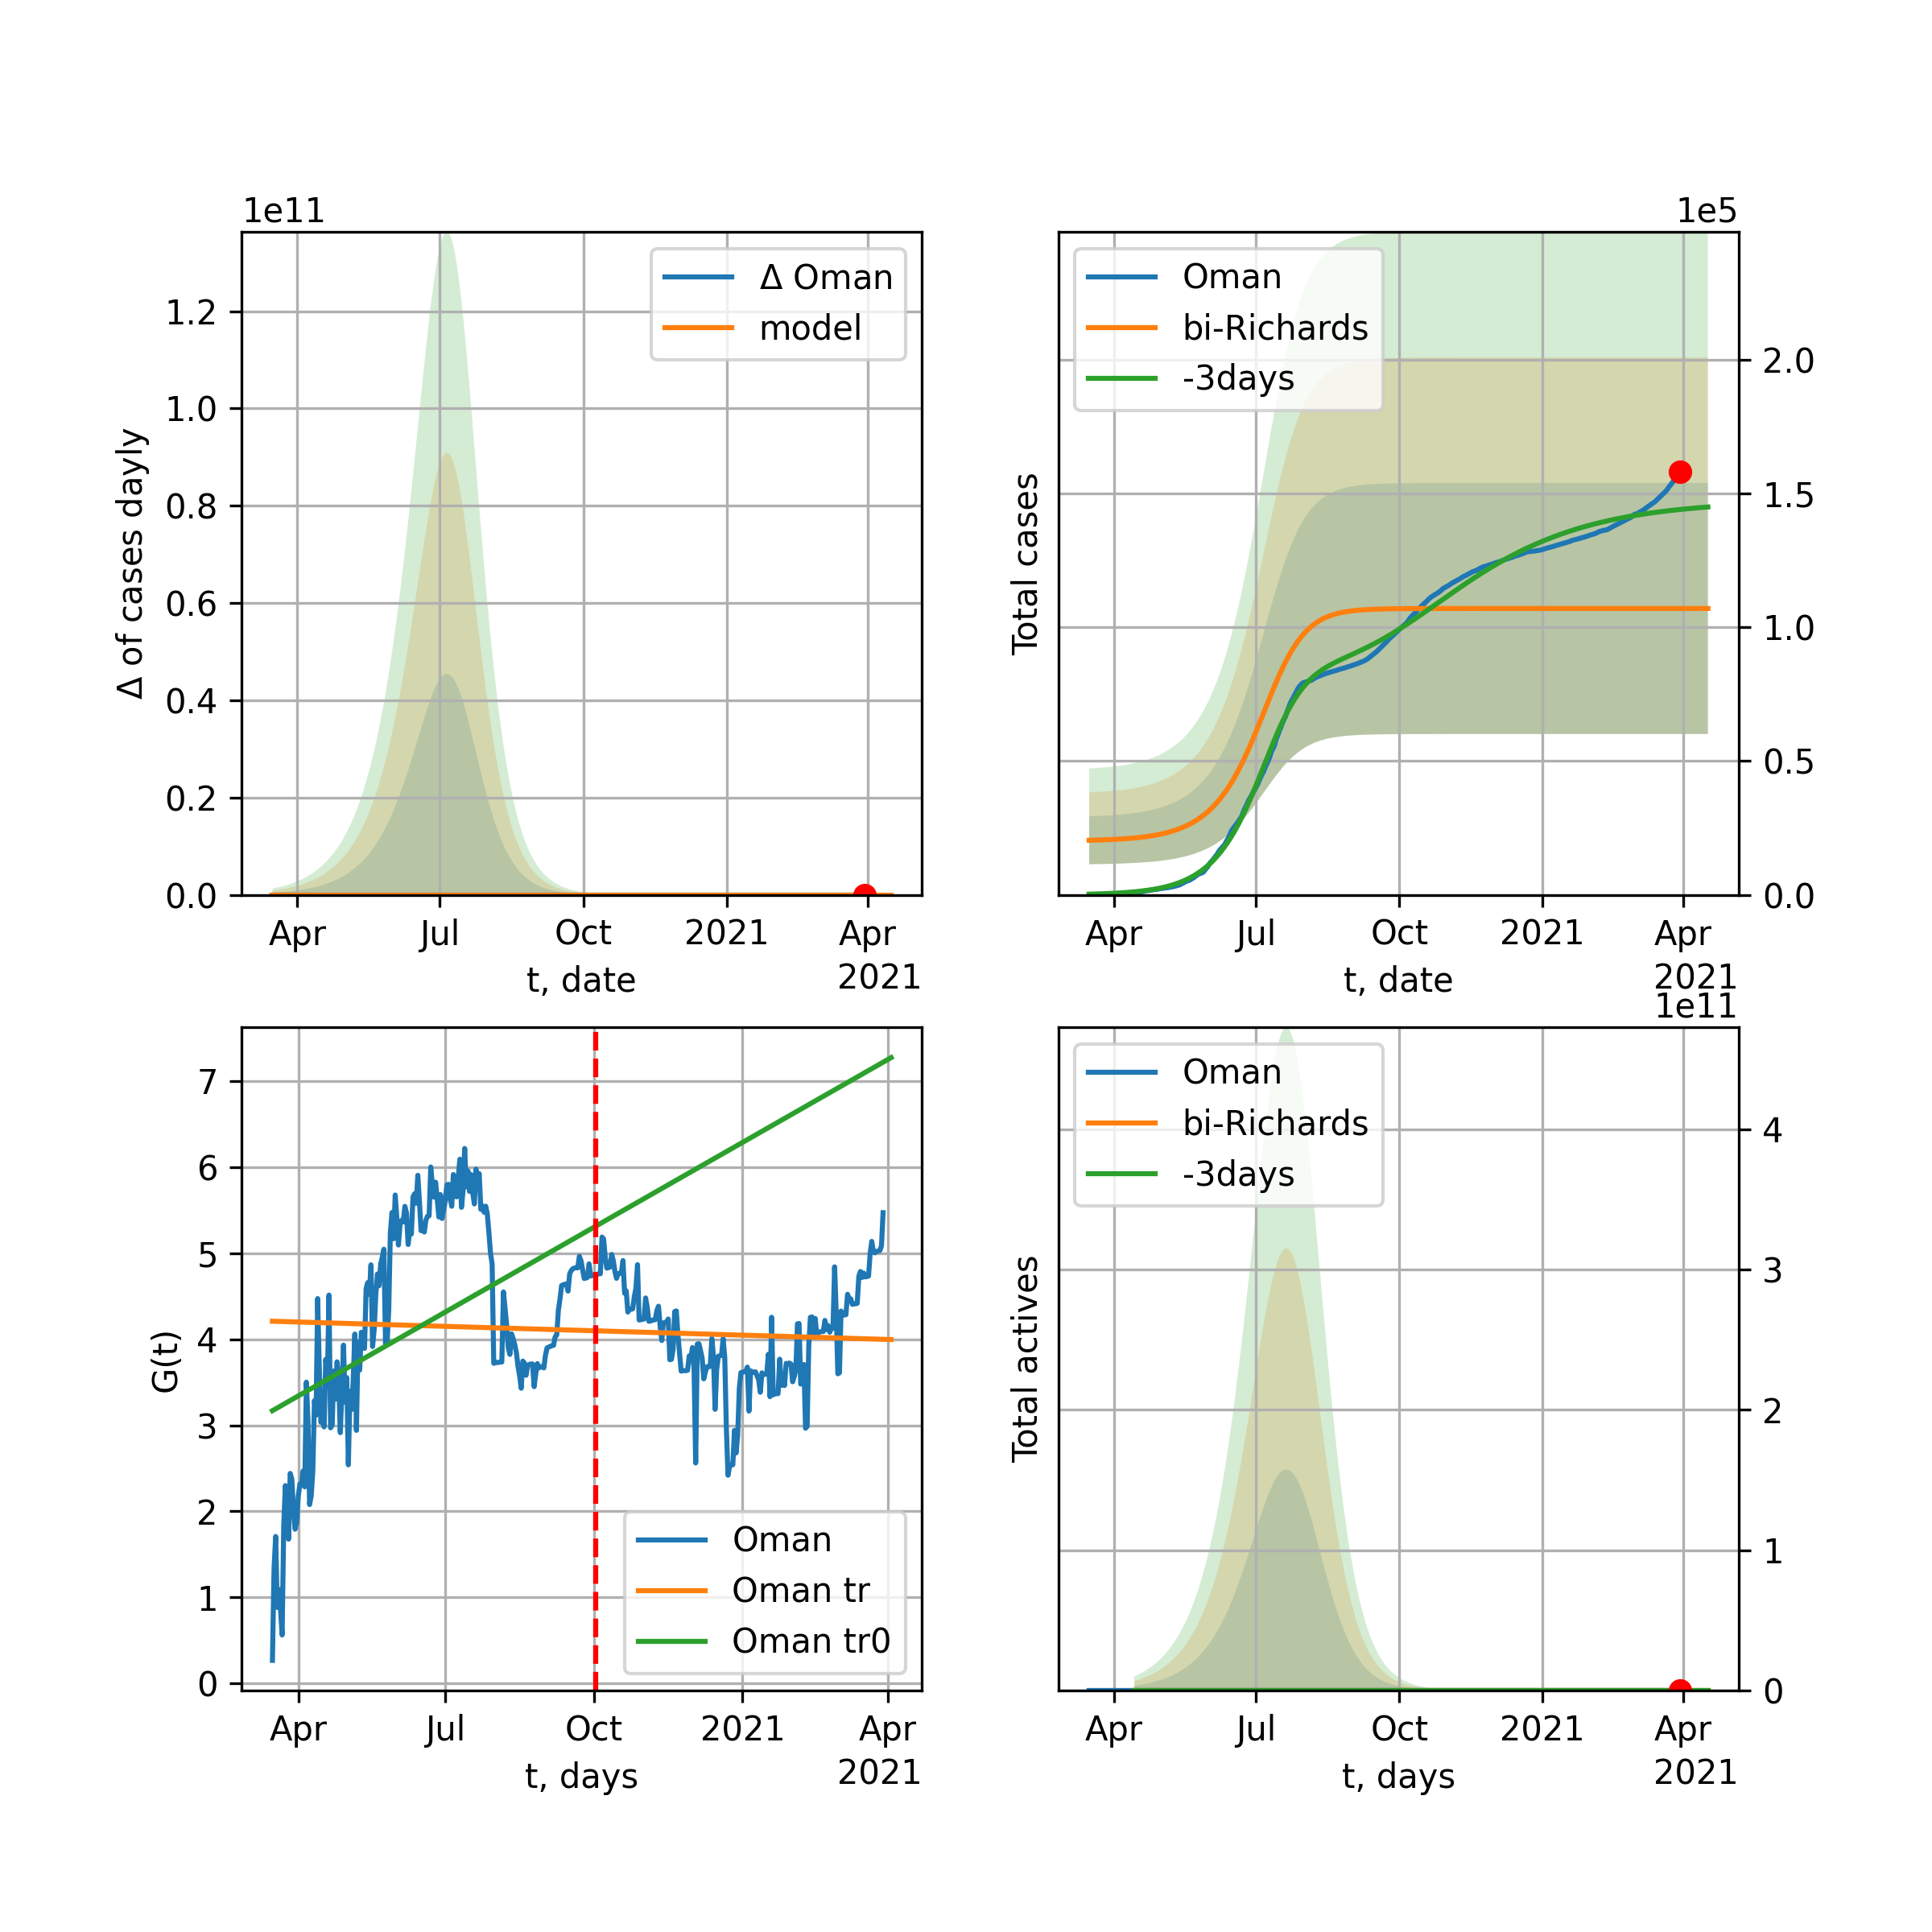 1e11
Δ of cases dayly
1.2
1.0
0.8
0.6
0.4
0.2
0.0
Δ Oman
model
Apr
Jul
Oct
2021
Apr
2021
t, date
1e5
Total cases
Oman
bi-Richards
-3days
2.0
1.5
1.0
0.5
0.0
Apr
Jul
Oct
2021
Apr
2021
t, date
G(t)
7
6
5
4
3
2
1
0
Oman
Oman tr
Oman tr0
Apr
Jul
Oct
2021
Apr
2021
t, days
1e11
Total actives
Oman
bi-Richards
-3days
4
3
2
1
0
Apr
Jul
Oct
2021
Apr
2021
t, days